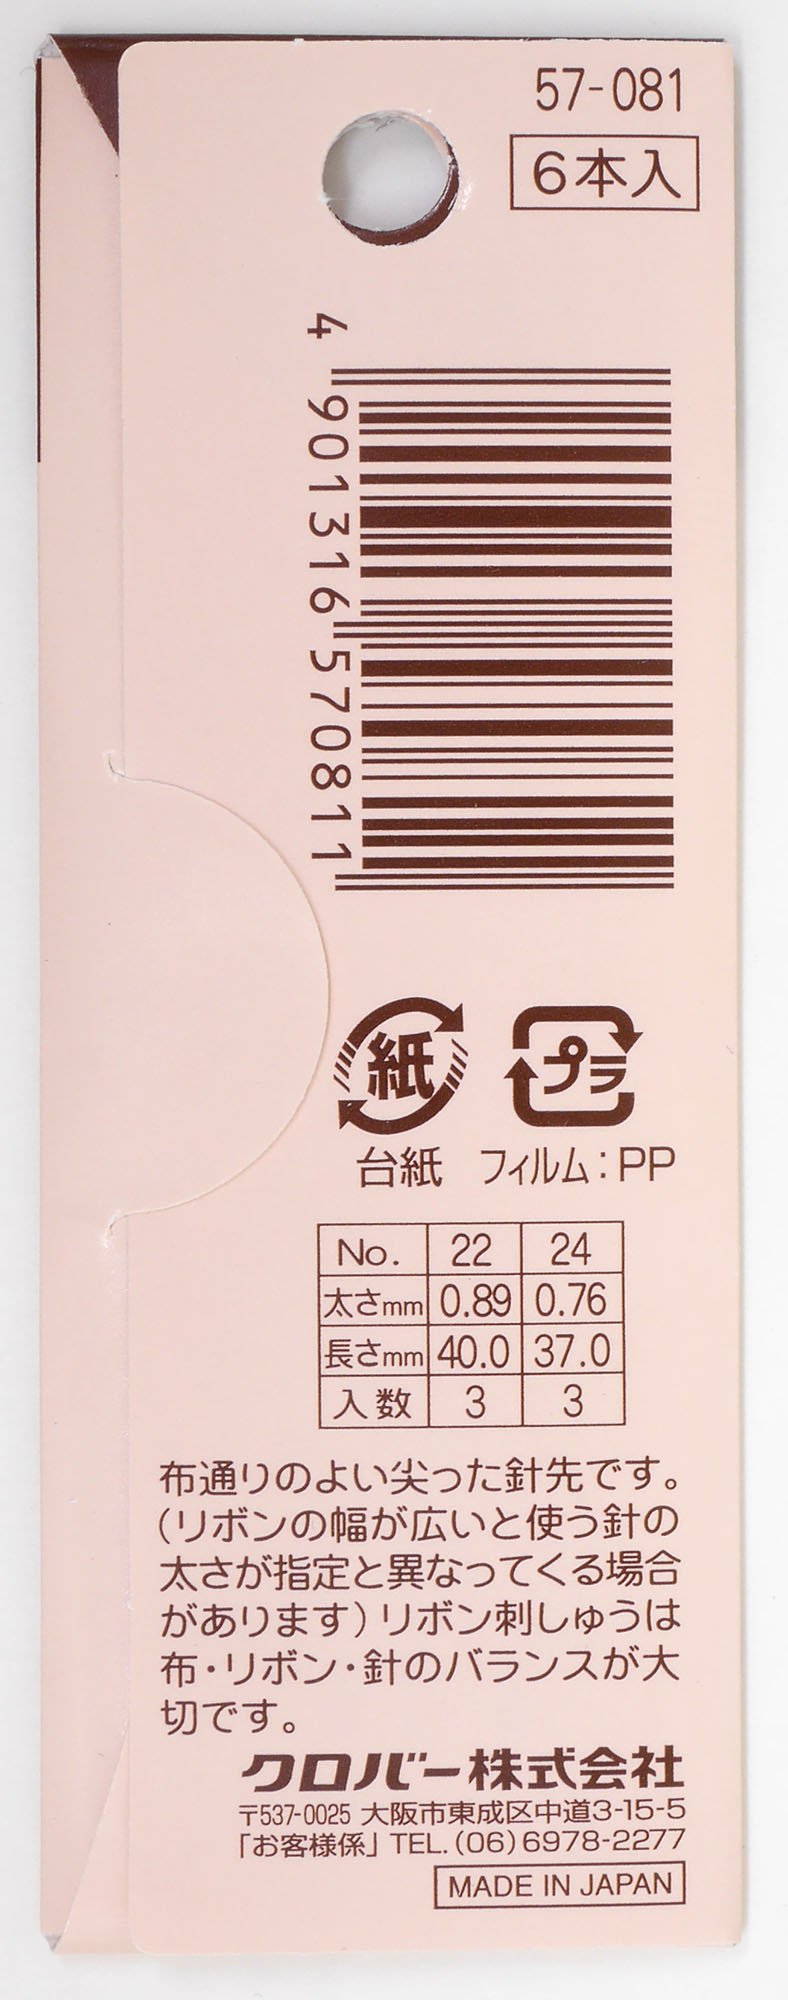 57-081
6本入
4 901316 570811
紙 プラ
台紙 フィルム：PP
No. 22 24
太さmm 0.89 0.76
長さmm 40.0 37.0
入数 3 3
布通りのよい尖った針先です。
（リボンの幅が広いと使う針の
太さが指定と異なってくる場合
があります）リボン刺しゅうは
布・リボン・針のバランスが大
切です。
クロバー株式会社
〒537-0025 大阪市東成区中道3-15-5
「お客様係」TEL.(06)6978-2277
MADE IN JAPAN